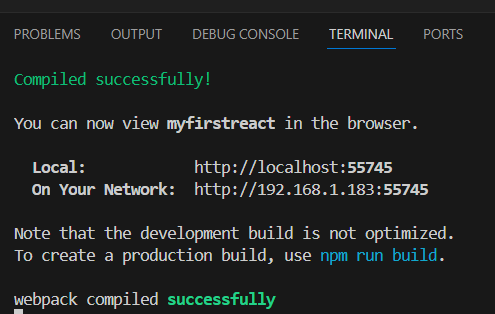 PROBLEMS OUTPUT DEBUG CONSOLE TERMINAL PORTS
Compiled successfully!
You can now view myfirstreact in the browser.
Local: http://localhost:55745
On Your Network: http://192.168.1.183:55745
Note that the development build is not optimized.
To create a production build, use npm run build.
webpack compiled successfully